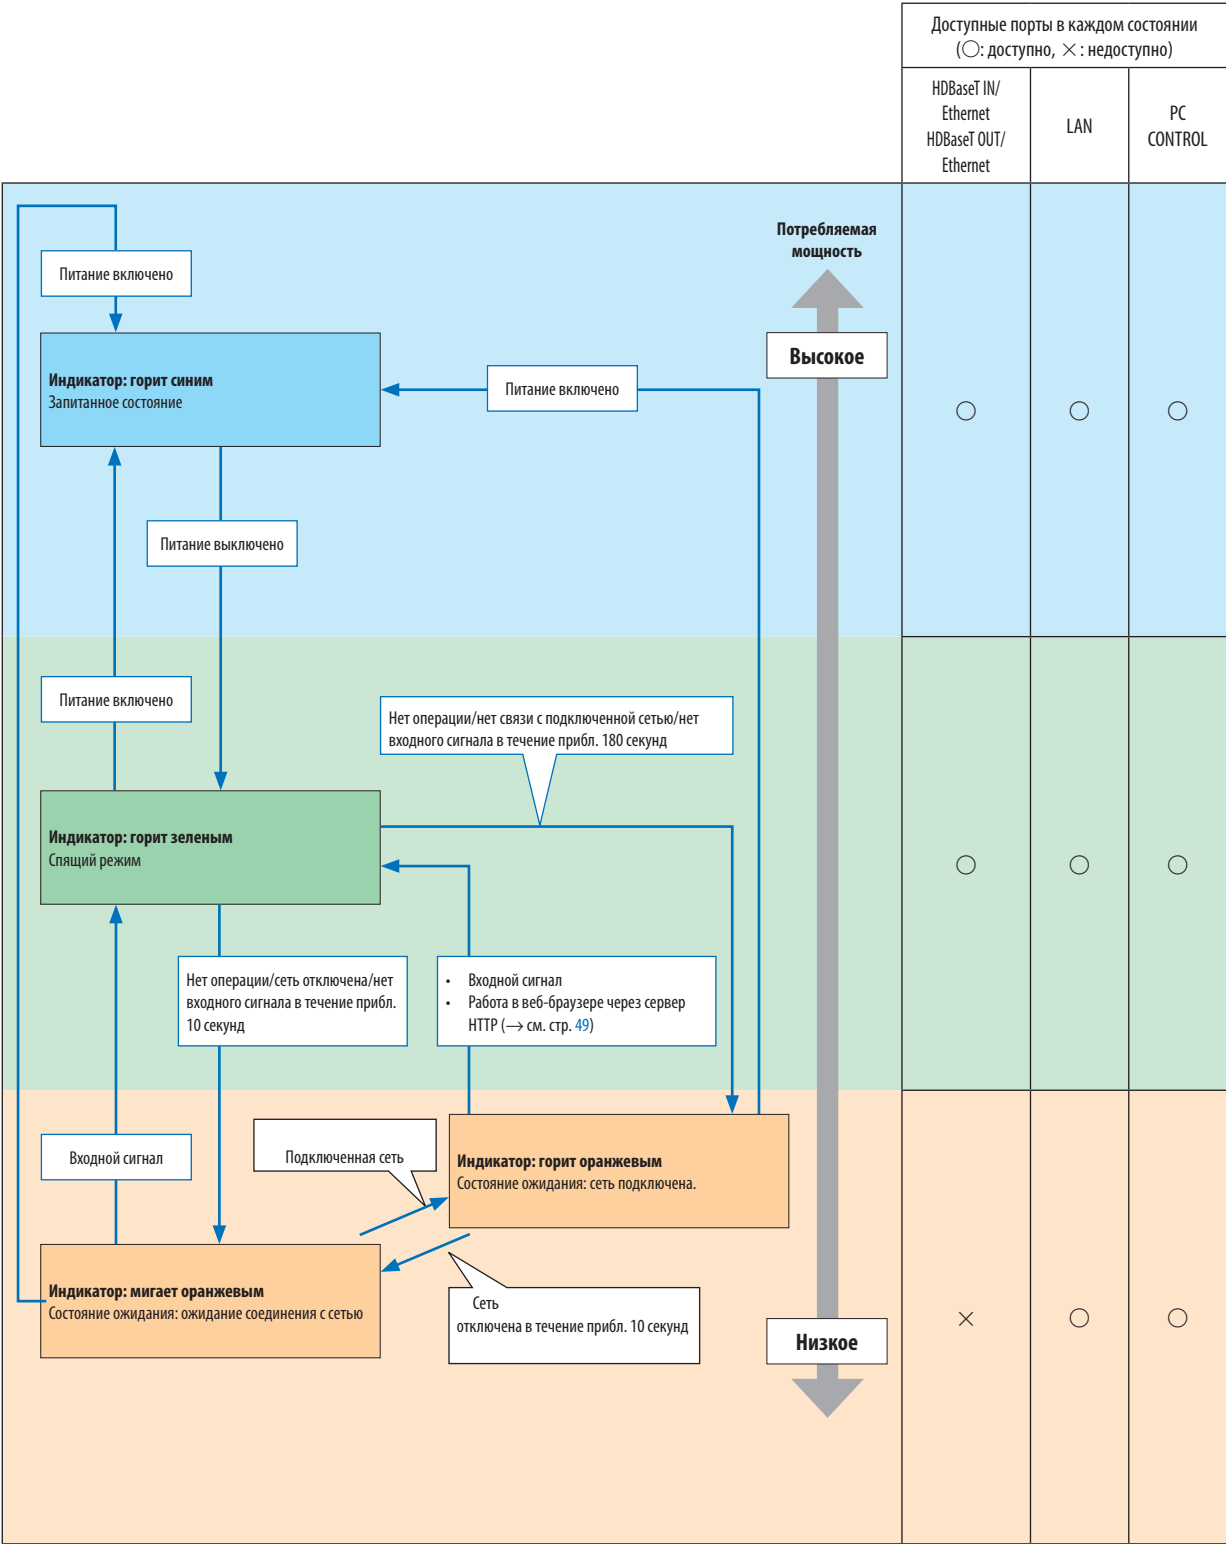 Доступные порты в каждом состоянии
(○: доступно, ×: недоступно)
HDBaseT IN/
Ethernet
HDBaseT OUT/
Ethernet
LAN
PC
CONTROL
Потребляемая
мощность
Питание включено
Высокое
Индикатор: горит синим
Запитанное состояние
Питание включено
○ ○ ○
Питание выключено
Питание включено
Нет операции/нет связи с подключенной сетью/нет
входного сигнала в течение прибл. 180 секунд
Индикатор: горит зеленым
Спящий режим
○ ○ ○
Нет операции/сеть отключена/нет
входного сигнала в течение прибл.
10 секунд
• Входной сигнал
• Работа в веб-браузере через сервер
HTTP (→ см. стр. 49)
Входной сигнал
Подключенная сеть
Индикатор: горит оранжевым
Состояние ожидания: сеть подключена.
Индикатор: мигает оранжевым
Состояние ожидания: ожидание соединения с сетью
Сеть
отключена в течение прибл. 10 секунд
Низкое
× ○ ○